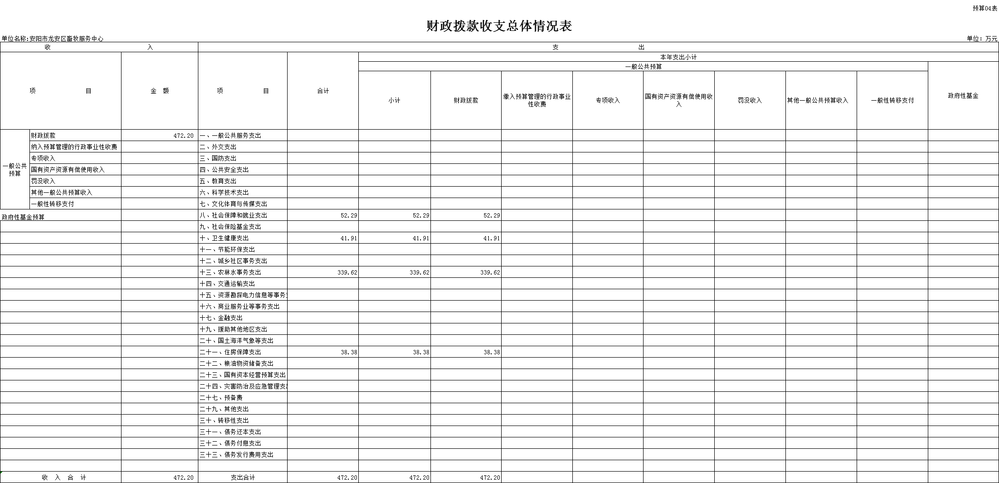 预算04表
财政拨款收支总体情况表
单位名称:安阳市龙安区畜牧服务中心 单位：万元
收 入 支 出
项 目 金 额 项 目 合计 本年支出小计
一般公共预算 政府性基金
小计 财政拨款 缴入预算管理的行政事业性收费 专项收入 国有资产资源有偿使用收入 罚没收入 其他一般公共预算收入 一般性转移支付
一般公共预算
财政拨款 472.20 一、一般公共服务支出
纳入预算管理的行政事业性收费 二、外交支出
专项收入 三、国防支出
国有资产资源有偿使用收入 四、公共安全支出
罚没收入 五、教育支出
其他一般公共预算收入 六、科学技术支出
一般性转移支付 七、文化体育与传媒支出
政府性基金预算 八、社会保障和就业支出 52.29 52.29 52.29
九、社会保险基金支出
十、卫生健康支出 41.91 41.91 41.91
十一、节能环保支出
十二、城乡社区事务支出
十三、农林水事务支出 339.62 339.62 339.62
十四、交通运输支出
十五、资源勘探电力信息等事务
十六、商业服务业等事务支出
十七、金融支出
十九、援助其他地区支出
二十、国土海洋气象等支出
二十一、住房保障支出 38.38 38.38 38.38
二十二、粮油物资储备支出
二十三、国有资本经营预算支出
二十四、灾害防治及应急管理支出
二十七、预备费
二十九、其他支出
三十、转移性支出
三十一、债务还本支出
三十二、债务付息支出
三十三、债务发行费用支出
收 入 合 计 472.20 支出合计 472.20 472.20 472.20